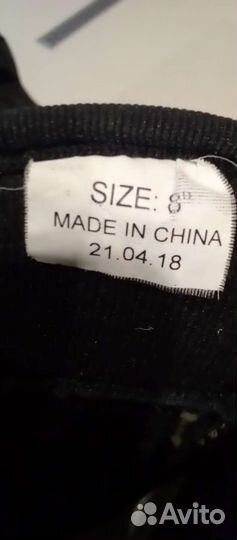 SIZE: 8"
MADE IN CHINA
21.04.18
Avito